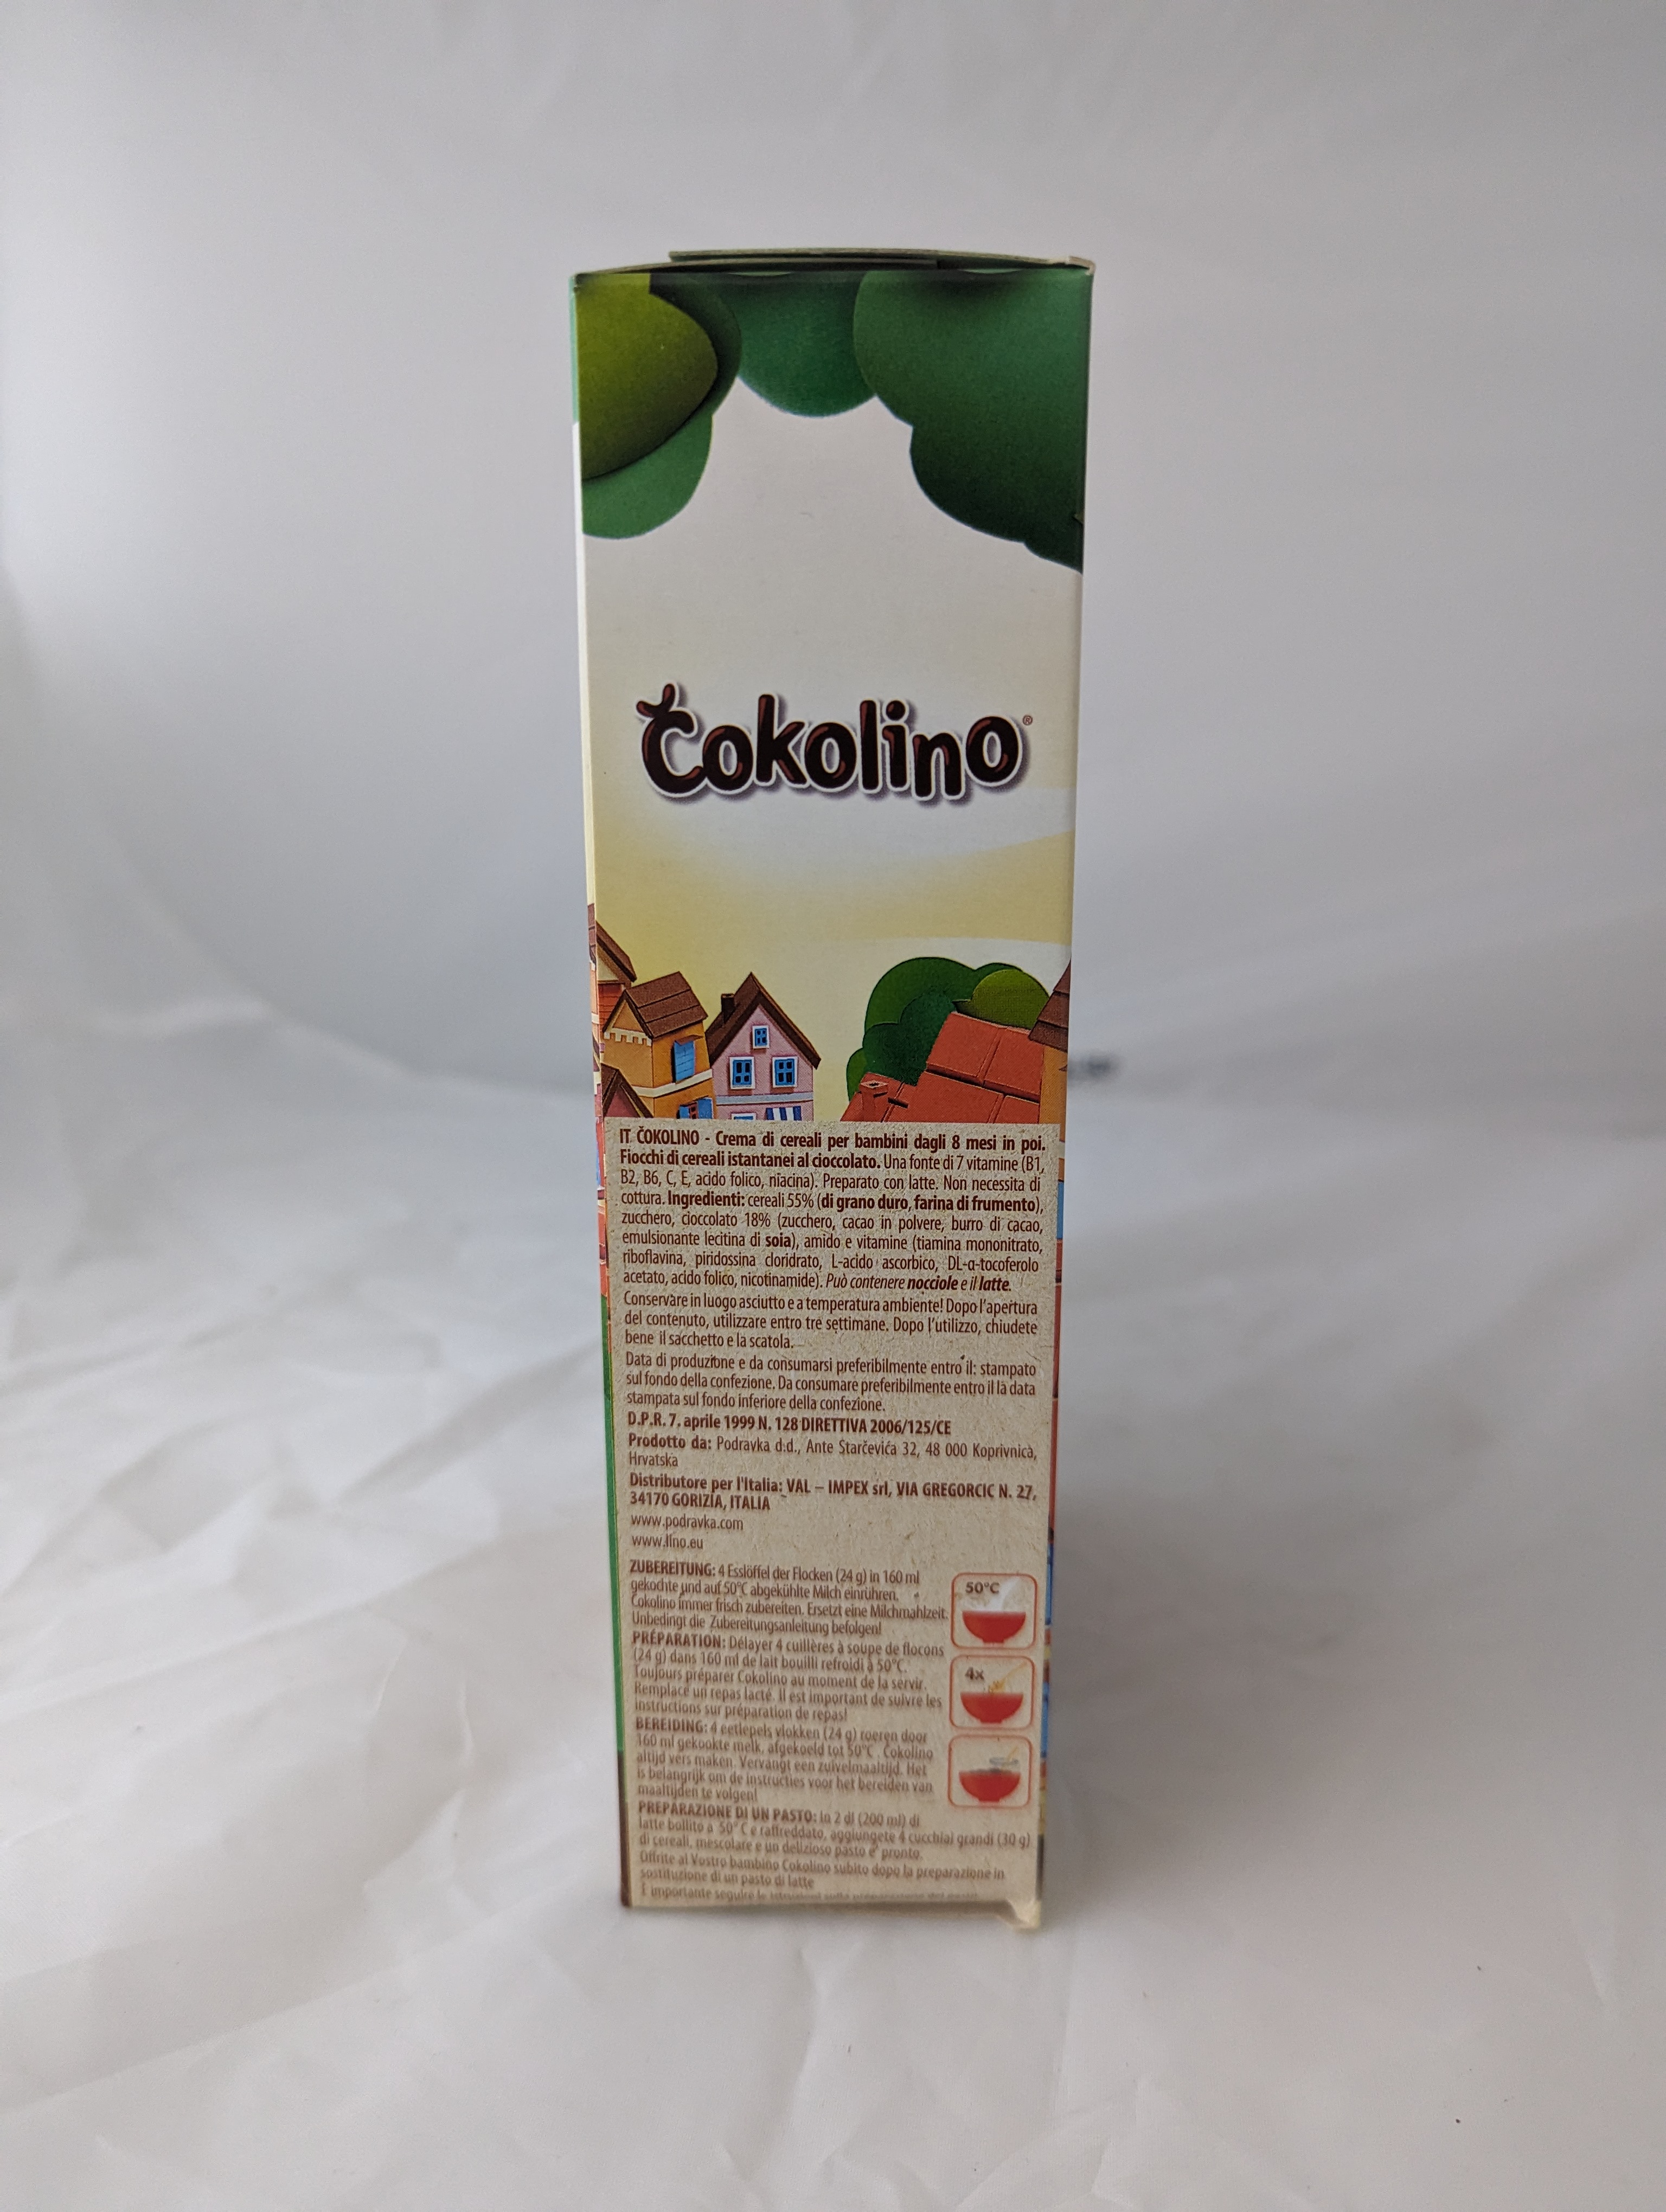 Čokolino®
IT ČOKOLINO - Crema di cereali per bambini dagli 8 mesi in poi.
Fiocchi di cereali istantanei al cioccolato. Una fonte di 7 vitamine (B1,
B2, B6, C, E, acido folico, niacina). Preparato con latte. Non necessita di
cottura. Ingredienti: cereali 55% (di grano duro, farina di frumento),
zucchero, cioccolato 18% (zucchero, cacao in polvere, burro di cacao,
emulsionante lecitina di soia), amido e vitamine (tiamina mononitrato,
riboflavina, piridossina cloridrato, L-acido ascorbico, DL-α-tocoferolo
acetato, acido folico, nicotinamide). Può contenere nocciole e il latte.
Conservare in luogo asciutto e a temperatura ambiente! Dopo l'apertura
del contenuto, utilizzare entro tre settimane. Dopo l'utilizzo, chiudete
bene il sacchetto e la scatola.
Data di produzione e da consumarsi preferibilmente entro il: stampato
sul fondo della confezione. Da consumare preferibilmente entro il là data
stampata sul fondo inferiore della confezione.
D.P.R. 7. aprile 1999 N. 128 DIRETTIVA 2006/125/CE
Prodotto da: Podravka d.d., Ante Starčevića 32, 48 000 Koprivnica,
Hrvatska
Distributore per l'Italia: VAL – IMPEX srl, VIA GREGORCIC N. 27,
34170 GORIZIA, ITALIA
www.podravka.com
www.lino.eu
ZUBEREITUNG: 4 Esslöffel der Flocken (24 g) in 160 ml
gekochte und auf 50°C abgekühlte Milch einrühren.
Čokolino immer frisch zubereiten. Ersetzt eine Milchmahlzeit.
Unbedingt die Zubereitungsanleitung befolgen!
PRÉPARATION: Délayer 4 cuillères à soupe de flocons
(24 g) dans 160 ml de lait bouilli refroidi à 50°C.
Toujours préparer Čokolino au moment de la servir.
Remplace un repas lacté. Il est important de suivre les
instructions sur préparation de repas!
BEREIDING: 4 eetlepels vlokken (24 g) roeren door
160 ml gekookte melk, afgekoeld tot 50°C. Čokolino
altijd vers maken. Vervangt een zuivelmaaltijd. Het
is belangrijk om de instructies voor het bereiden van
maaltijden te volgen!
PREPARAZIONE DI UN PASTO: In 2 dl (200 ml) di
latte bollito a 50°C e raffreddato, aggiungete 4 cucchiai grandi (30 g)
di cereali, mescolare e un delizioso pasto e' pronto.
Offrite al Vostro bambino Čokolino subito dopo la preparazione in
sostituzione di un pasto di latte
È importante seguire le
50°C
4x